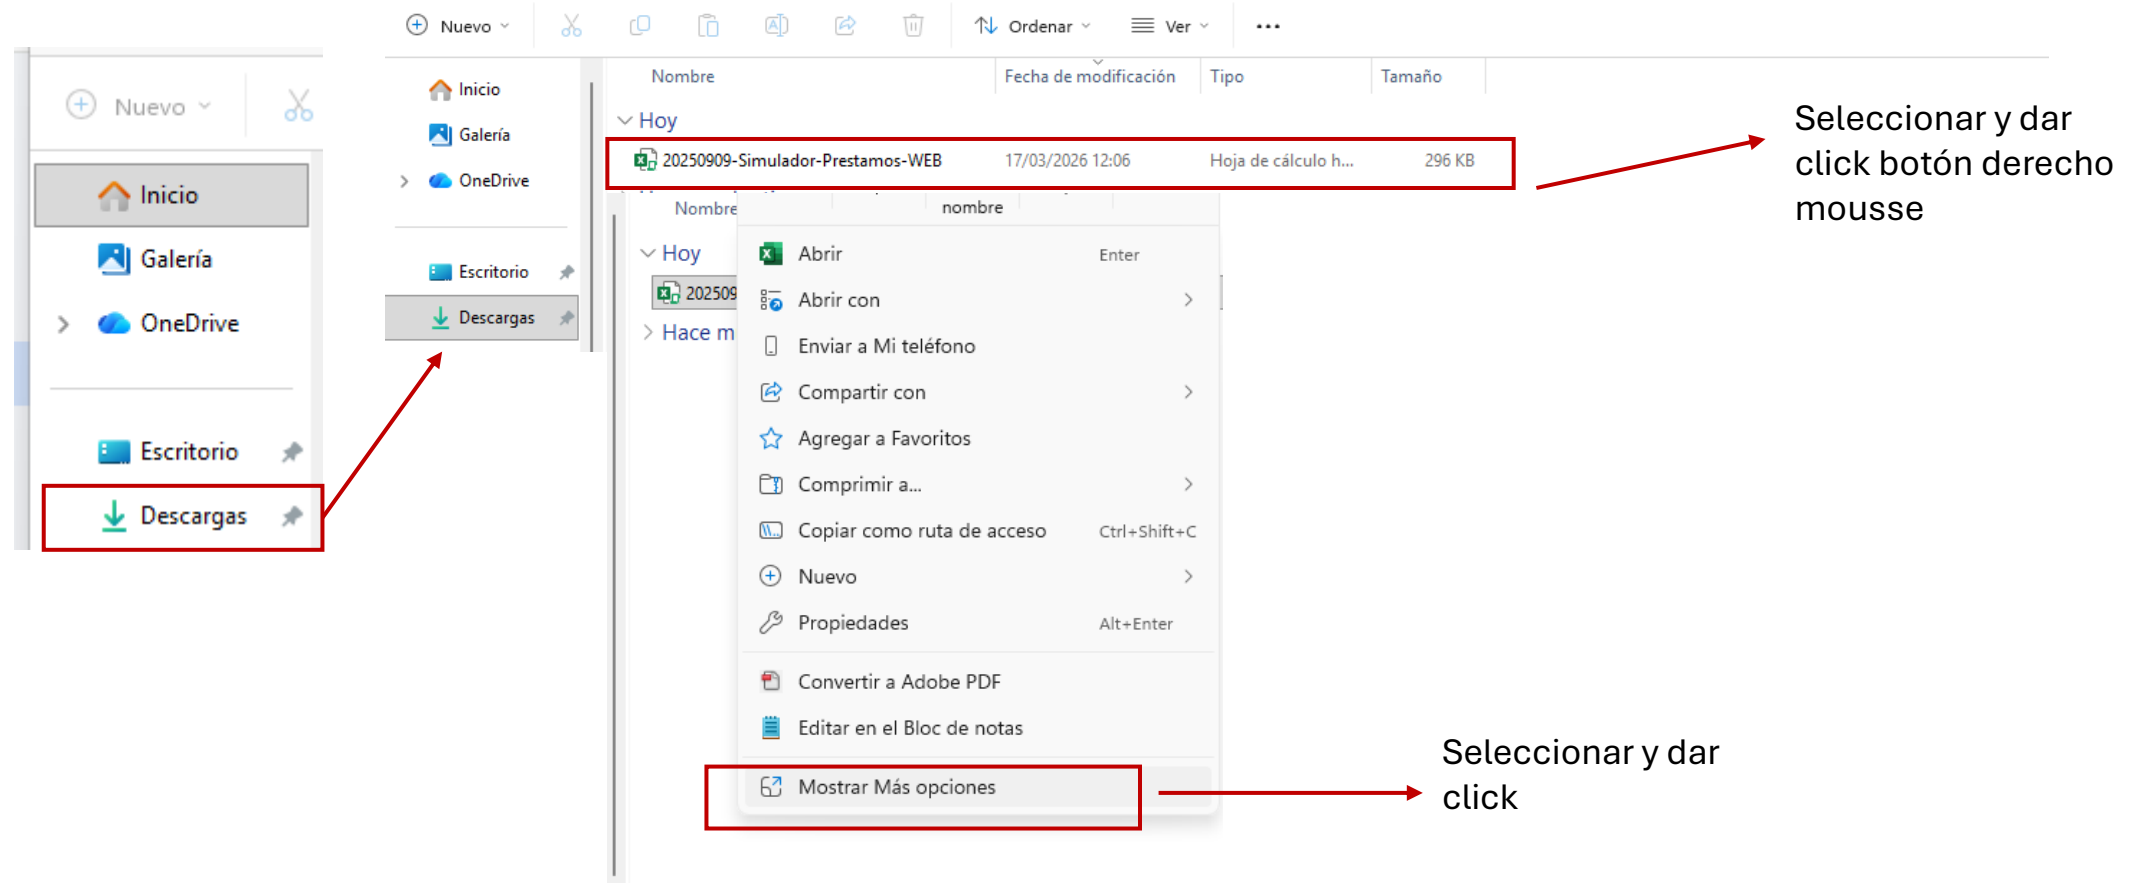 Nuevo
Inicio
Galería
OneDrive
Escritorio
Descargas
Nuevo
Ordenar
Ver
Inicio
Galería
OneDrive
Escritorio
Descargas
Nombre Fecha de modificación Tipo Tamaño
Hoy
20250909-Simulador-Prestamos-WEB 17/03/2026 12:06 Hoja de cálculo h... 296 KB
Seleccionar y dar
click botón derecho
mousse
Nombre
nombre
Hoy
202509
Hace m
Abrir Enter
Abrir con
Enviar a Mi teléfono
Compartir con
Agregar a Favoritos
Comprimir a...
Copiar como ruta de acceso Ctrl+Shift+C
Nuevo
Propiedades Alt+Enter
Convertir a Adobe PDF
Editar en el Bloc de notas
Mostrar Más opciones
Seleccionar y dar
click